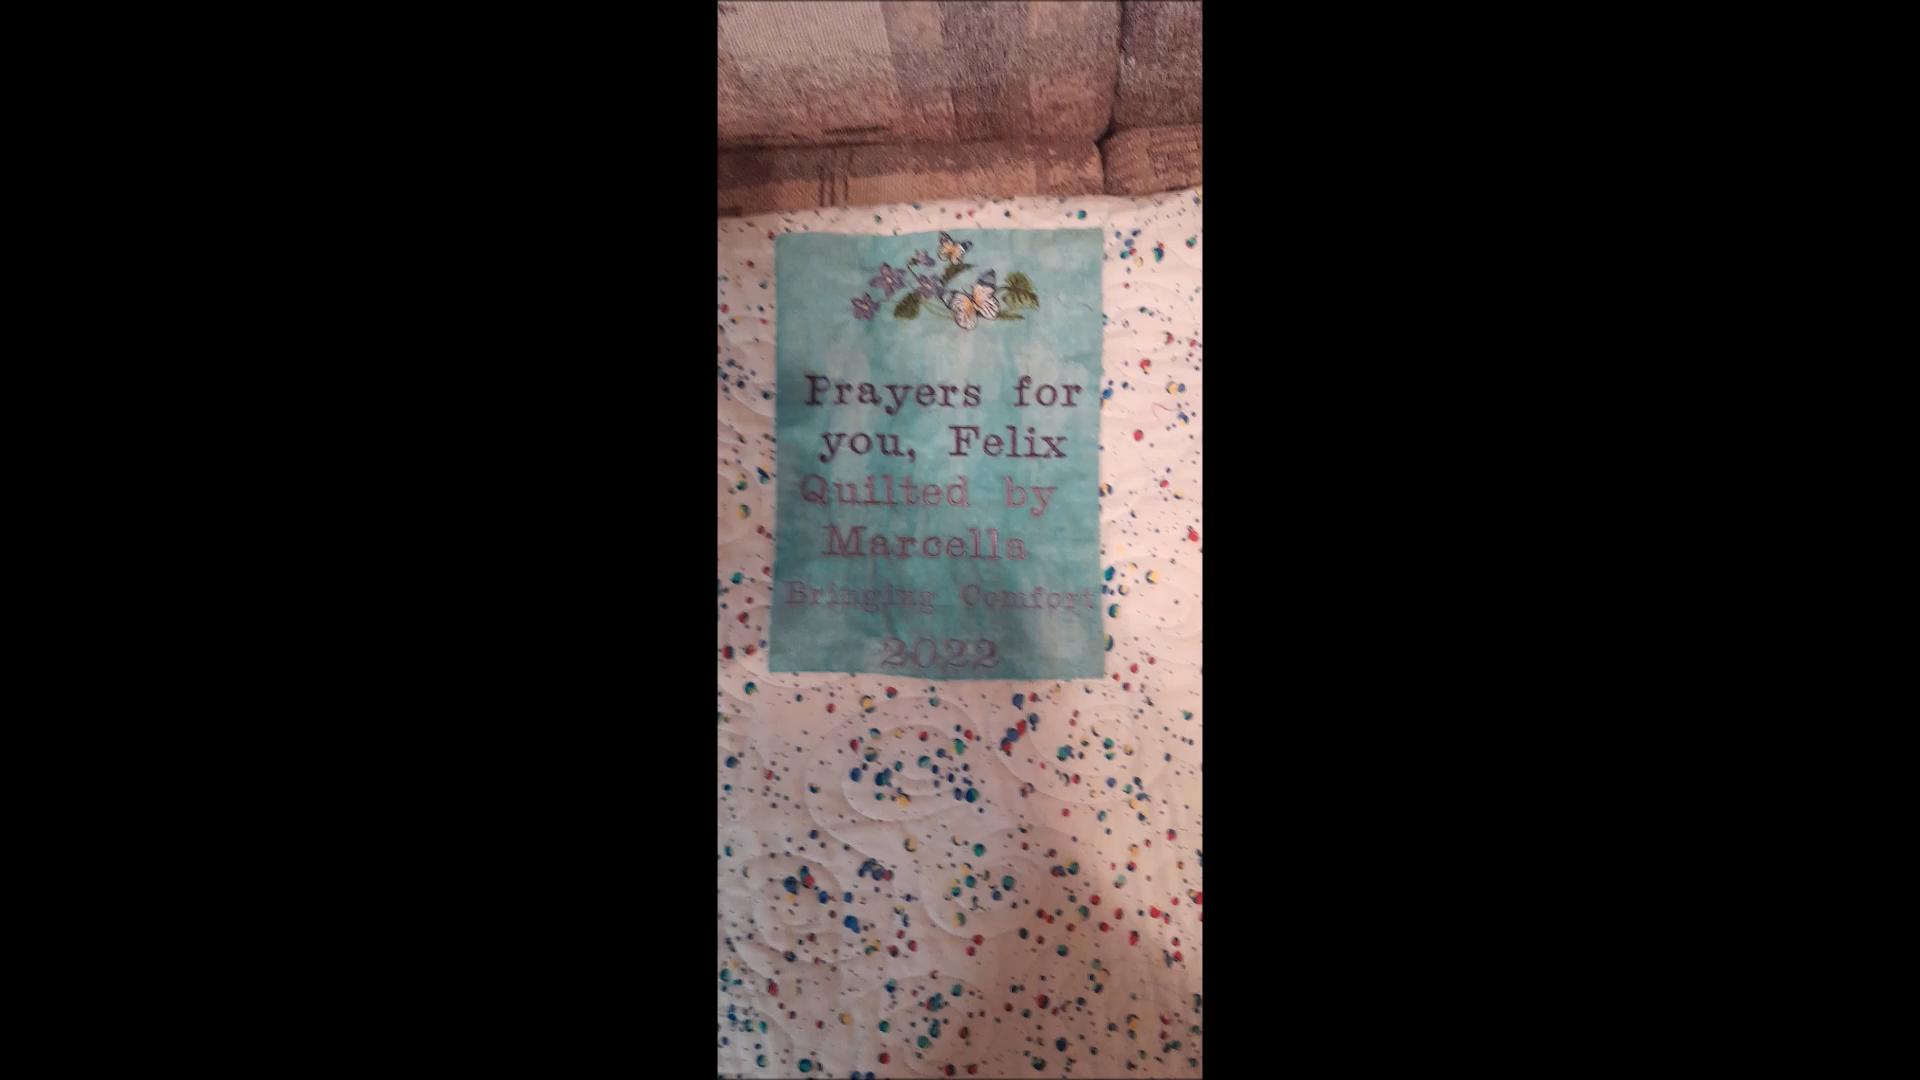 Prayers for
you, Felix
Quilted by
Marcella
Bringing Comfort
2022